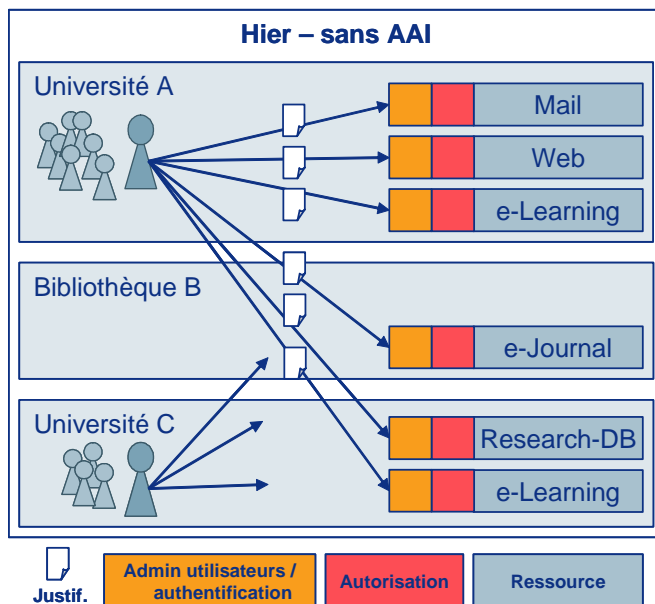 Hier – sans AAI
Université A
Mail
Web
e-Learning
Bibliothèque B
e-Journal
Université C
Research-DB
e-Learning
Justif.
Admin utilisateurs /
authentification
Autorisation
Ressource